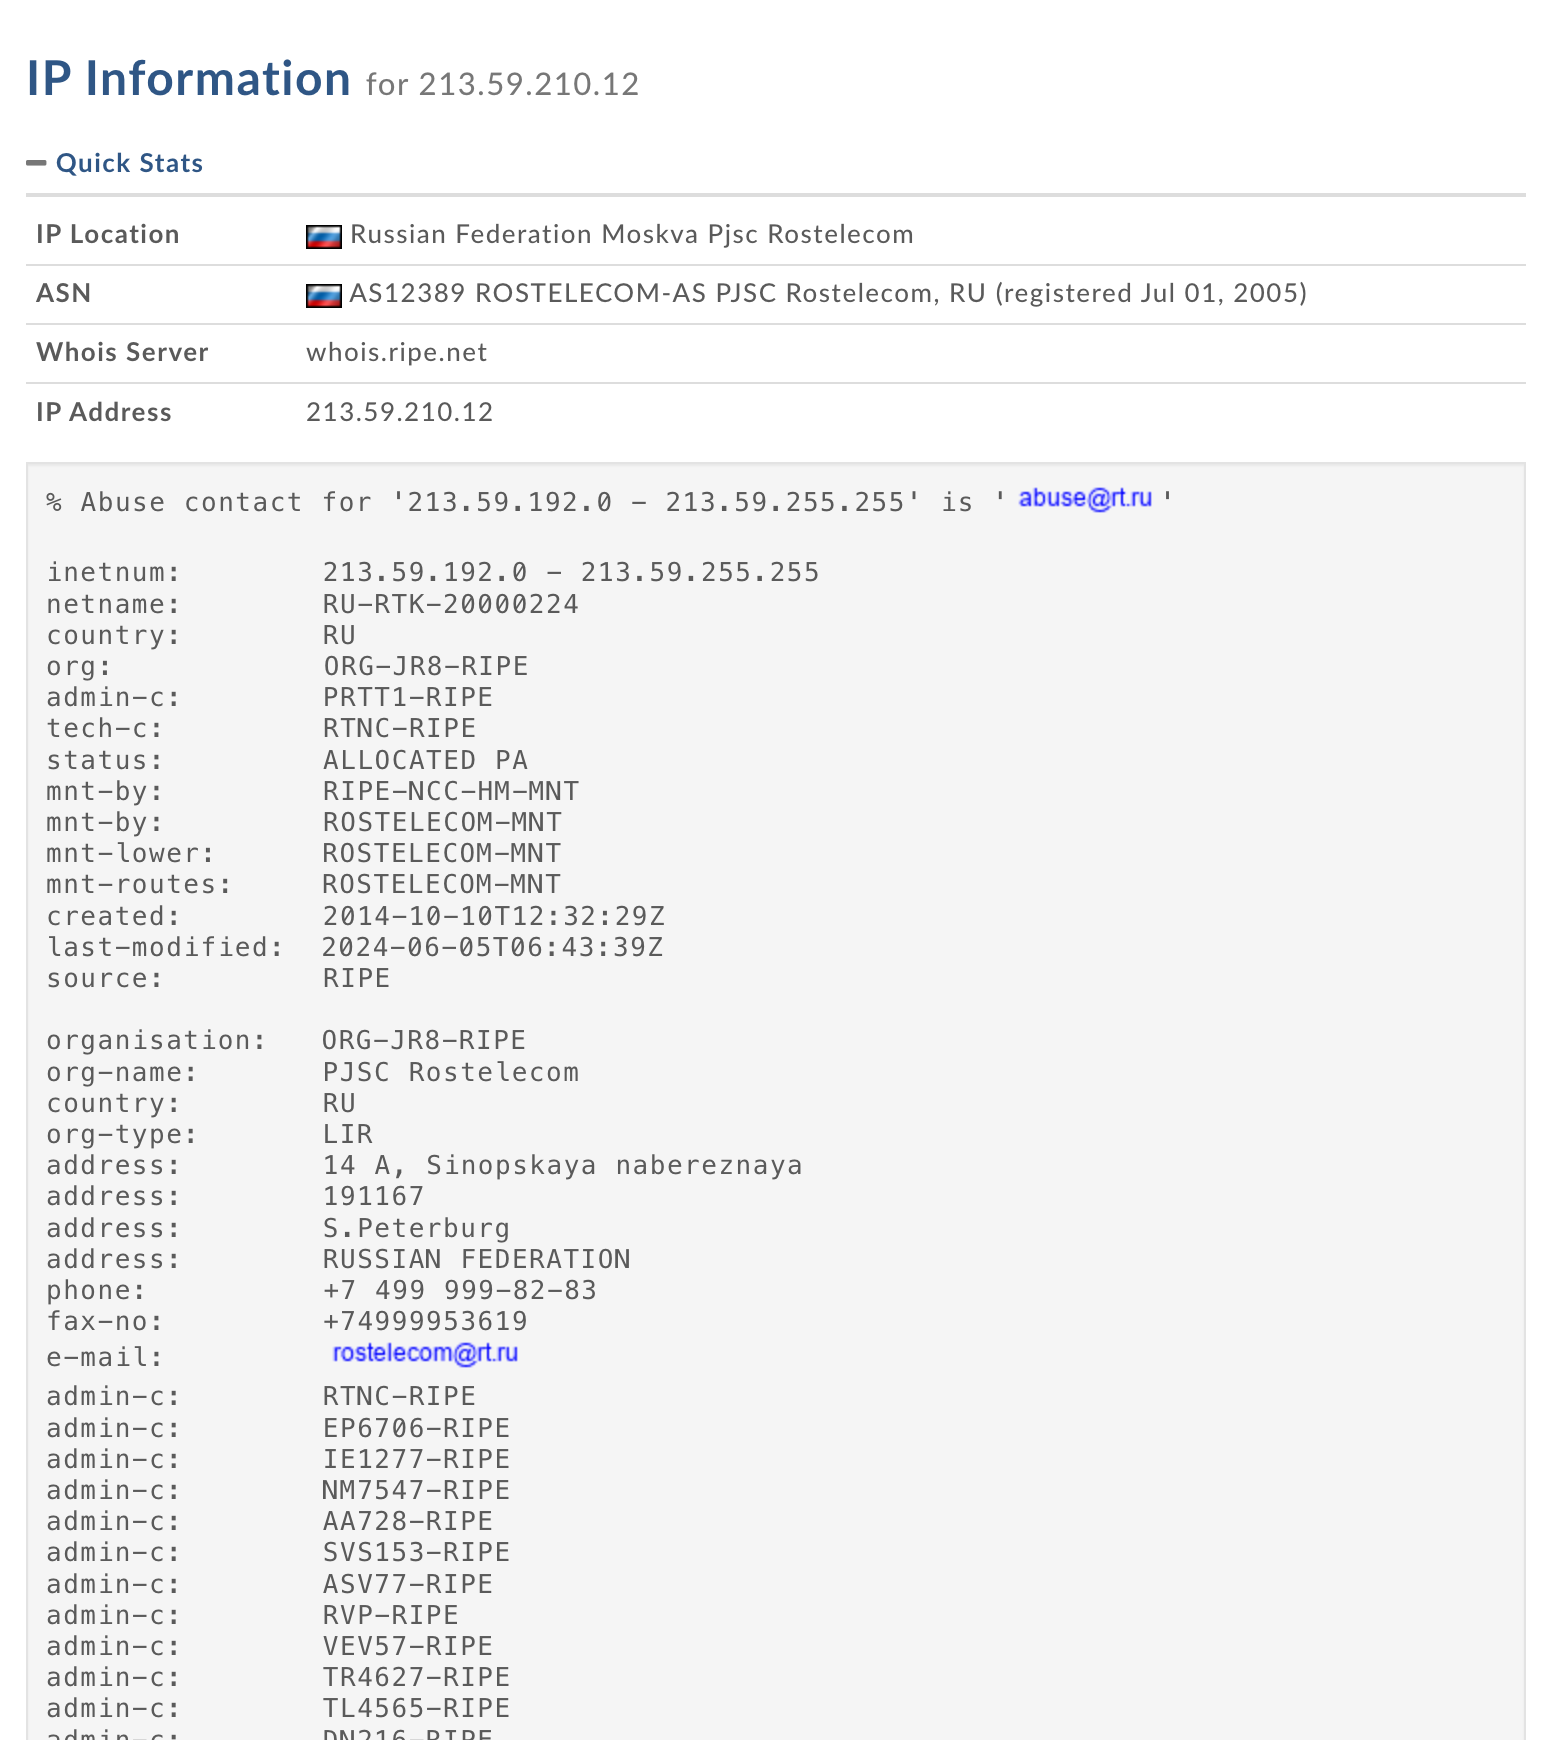 IP Information for 213.59.210.12
Quick Stats
IP Location Russian Federation Moskva Pjsc Rostelecom
ASN AS12389 ROSTELECOM-AS PJSC Rostelecom, RU (registered Jul 01, 2005)
Whois Server whois.ripe.net
IP Address 213.59.210.12
% Abuse contact for '213.59.192.0 - 213.59.255.255' is ' abuse@rt.ru '
inetnum: 213.59.192.0 - 213.59.255.255
netname: RU-RTK-20000224
country: RU
org: ORG-JR8-RIPE
admin-c: PRTT1-RIPE
tech-c: RTNC-RIPE
status: ALLOCATED PA
mnt-by: RIPE-NCC-HM-MNT
mnt-by: ROSTELECOM-MNT
mnt-lower: ROSTELECOM-MNT
mnt-routes: ROSTELECOM-MNT
created: 2014-10-10T12:32:29Z
last-modified: 2024-06-05T06:43:39Z
source: RIPE
organisation: ORG-JR8-RIPE
org-name: PJSC Rostelecom
country: RU
org-type: LIR
address: 14 A, Sinopskaya nabereznaya
address: 191167
address: S.Peterburg
address: RUSSIAN FEDERATION
phone: +7 499 999-82-83
fax-no: +74999953619
e-mail: rostelecom@rt.ru
admin-c: RTNC-RIPE
admin-c: EP6706-RIPE
admin-c: IE1277-RIPE
admin-c: NM7547-RIPE
admin-c: AA728-RIPE
admin-c: SVS153-RIPE
admin-c: ASV77-RIPE
admin-c: RVP-RIPE
admin-c: VEV57-RIPE
admin-c: TR4627-RIPE
admin-c: TL4565-RIPE
admin-c: DN216-RIPE